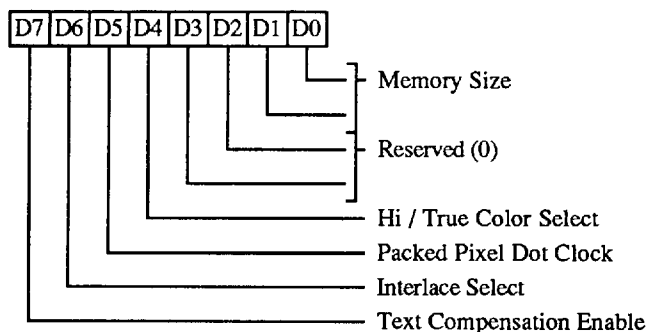 D7 D6 D5 D4 D3 D2 D1 D0
Memory Size
Reserved (0)
Hi / True Color Select
Packed Pixel Dot Clock
Interlace Select
Text Compensation Enable